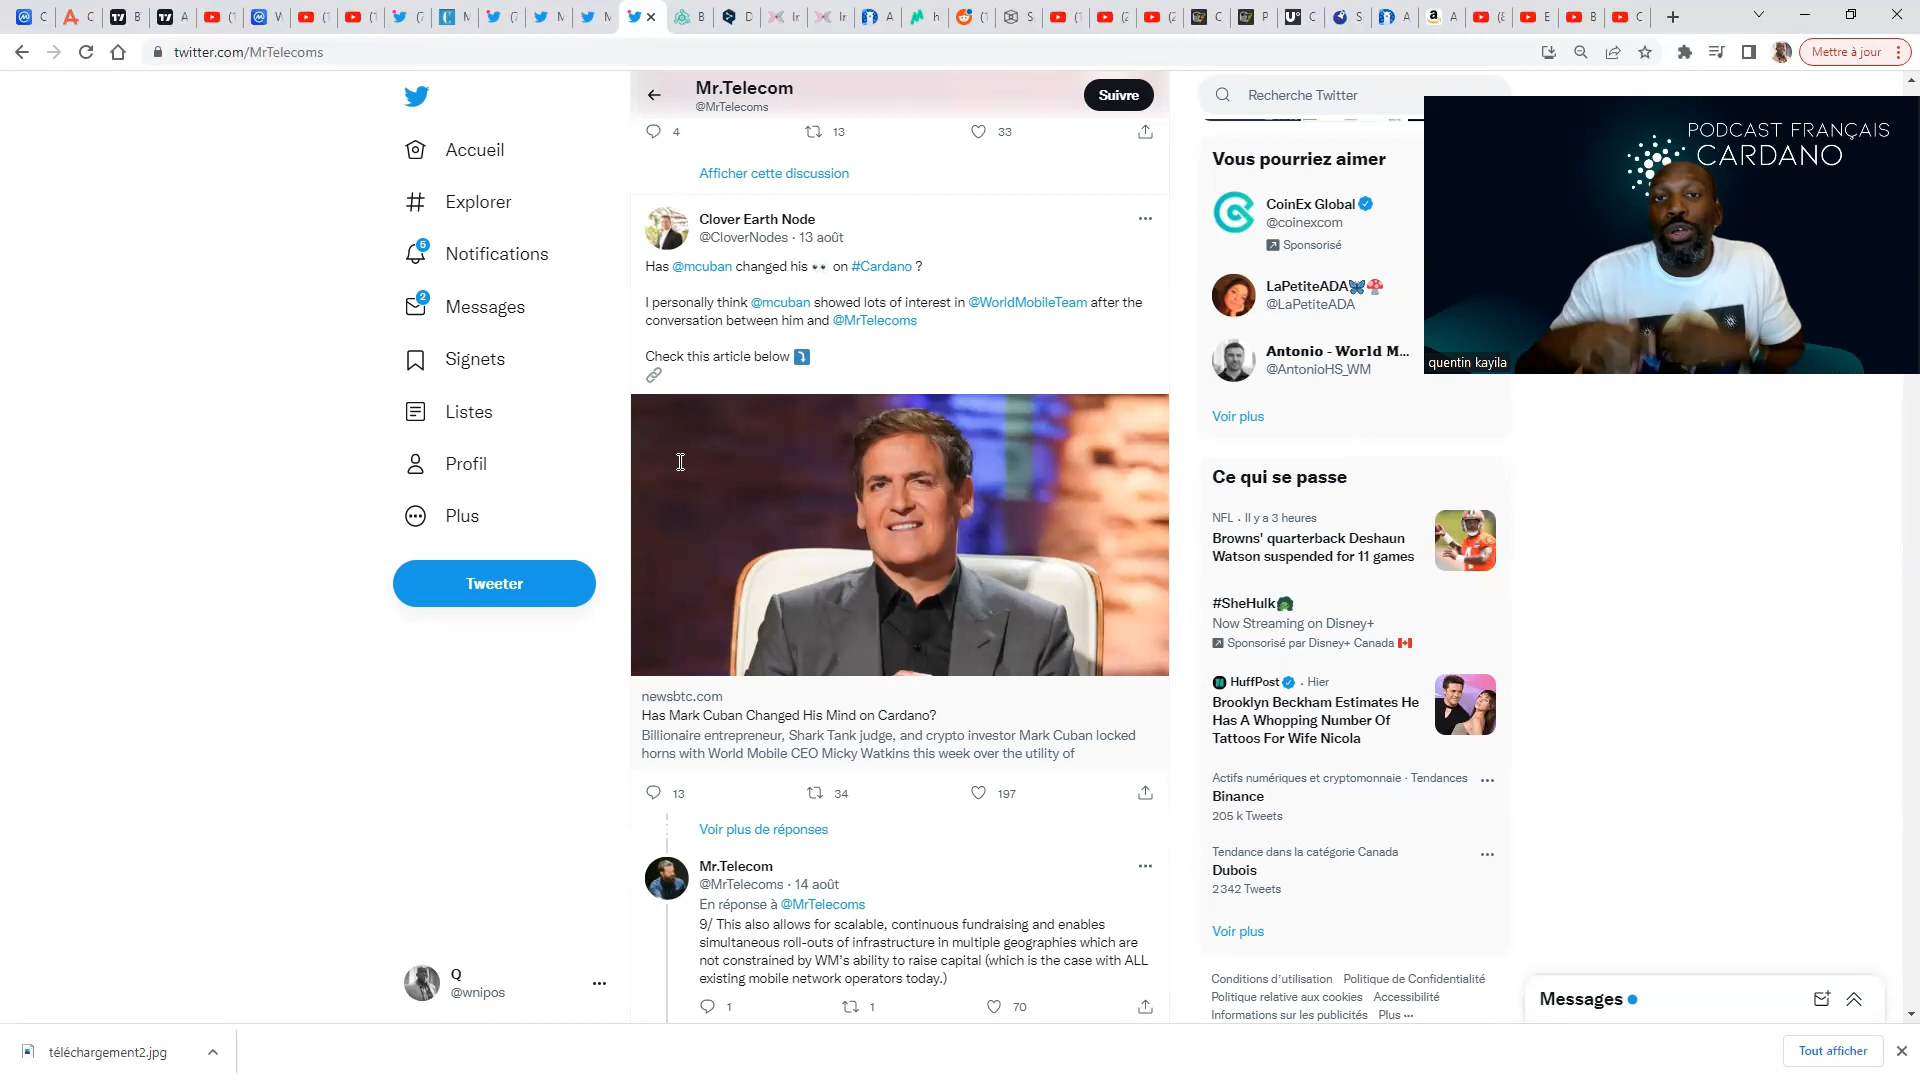 twitter.com/MrTelecoms
Mettre à jour
Mr.Telecom
@MrTelecoms
Suivre
Recherche Twitter
4 13 33
Afficher cette discussion
Accueil
Explorer
5
Notifications
2
Messages
Signets
Listes
Profil
Plus
Tweeter
Q
@wnipos
Clover Earth Node
@CloverNodes · 13 août
Has @mcuban changed his 👀 on #Cardano ?
I personally think @mcuban showed lots of interest in @WorldMobileTeam after the
conversation between him and @MrTelecoms
Check this article below ⤵️
🔗
newsbtc.com
Has Mark Cuban Changed His Mind on Cardano?
Billionaire entrepreneur, Shark Tank judge, and crypto investor Mark Cuban locked
horns with World Mobile CEO Micky Watkins this week over the utility of
13 34 197
Voir plus de réponses
Mr.Telecom
@MrTelecoms · 14 août
En réponse à @MrTelecoms
9/ This also allows for scalable, continuous fundraising and enables
simultaneous roll-outs of infrastructure in multiple geographies which are
not constrained by WM's ability to raise capital (which is the case with ALL
existing mobile network operators today.)
1 1 70
Vous pourriez aimer
CoinEx Global
@coinexcom
Sponsorisé
LaPetiteADA🦋🍄
@LaPetiteADA
Antonio - World M...
@AntonioHS_WM
Voir plus
PODCAST FRANÇAIS
CARDANO
quentin kayila
Ce qui se passe
NFL · Il y a 3 heures
Browns' quarterback Deshaun
Watson suspended for 11 games
#SheHulk
Now Streaming on Disney+
Sponsorisé par Disney+ Canada 🇨🇦
HuffPost · Hier
Brooklyn Beckham Estimates He
Has A Whopping Number Of
Tattoos For Wife Nicola
Actifs numériques et cryptomonnaie · Tendances
Binance
205 k Tweets
Tendance dans la catégorie Canada
Dubois
2 342 Tweets
Voir plus
Conditions d'utilisation Politique de Confidentialité
Politique relative aux cookies Accessibilité
Informations sur les publicités Plus ···
Messages
téléchargement2.jpg
Tout afficher